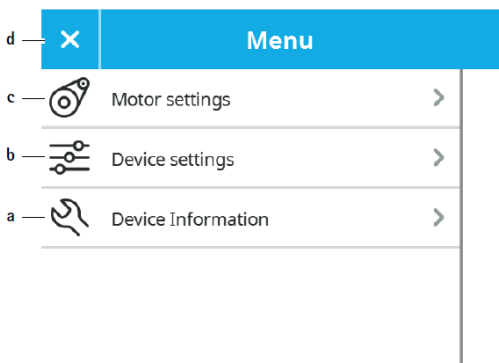 d Menu
c Motor settings
b Device settings
a Device Information